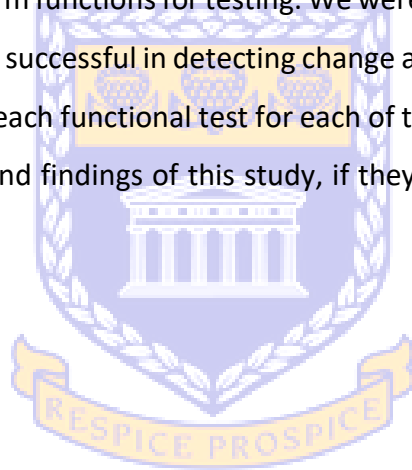 m functions for testing. We were
successful in detecting change a
each functional test for each of t
nd findings of this study, if they
RESPICE PROSPICE